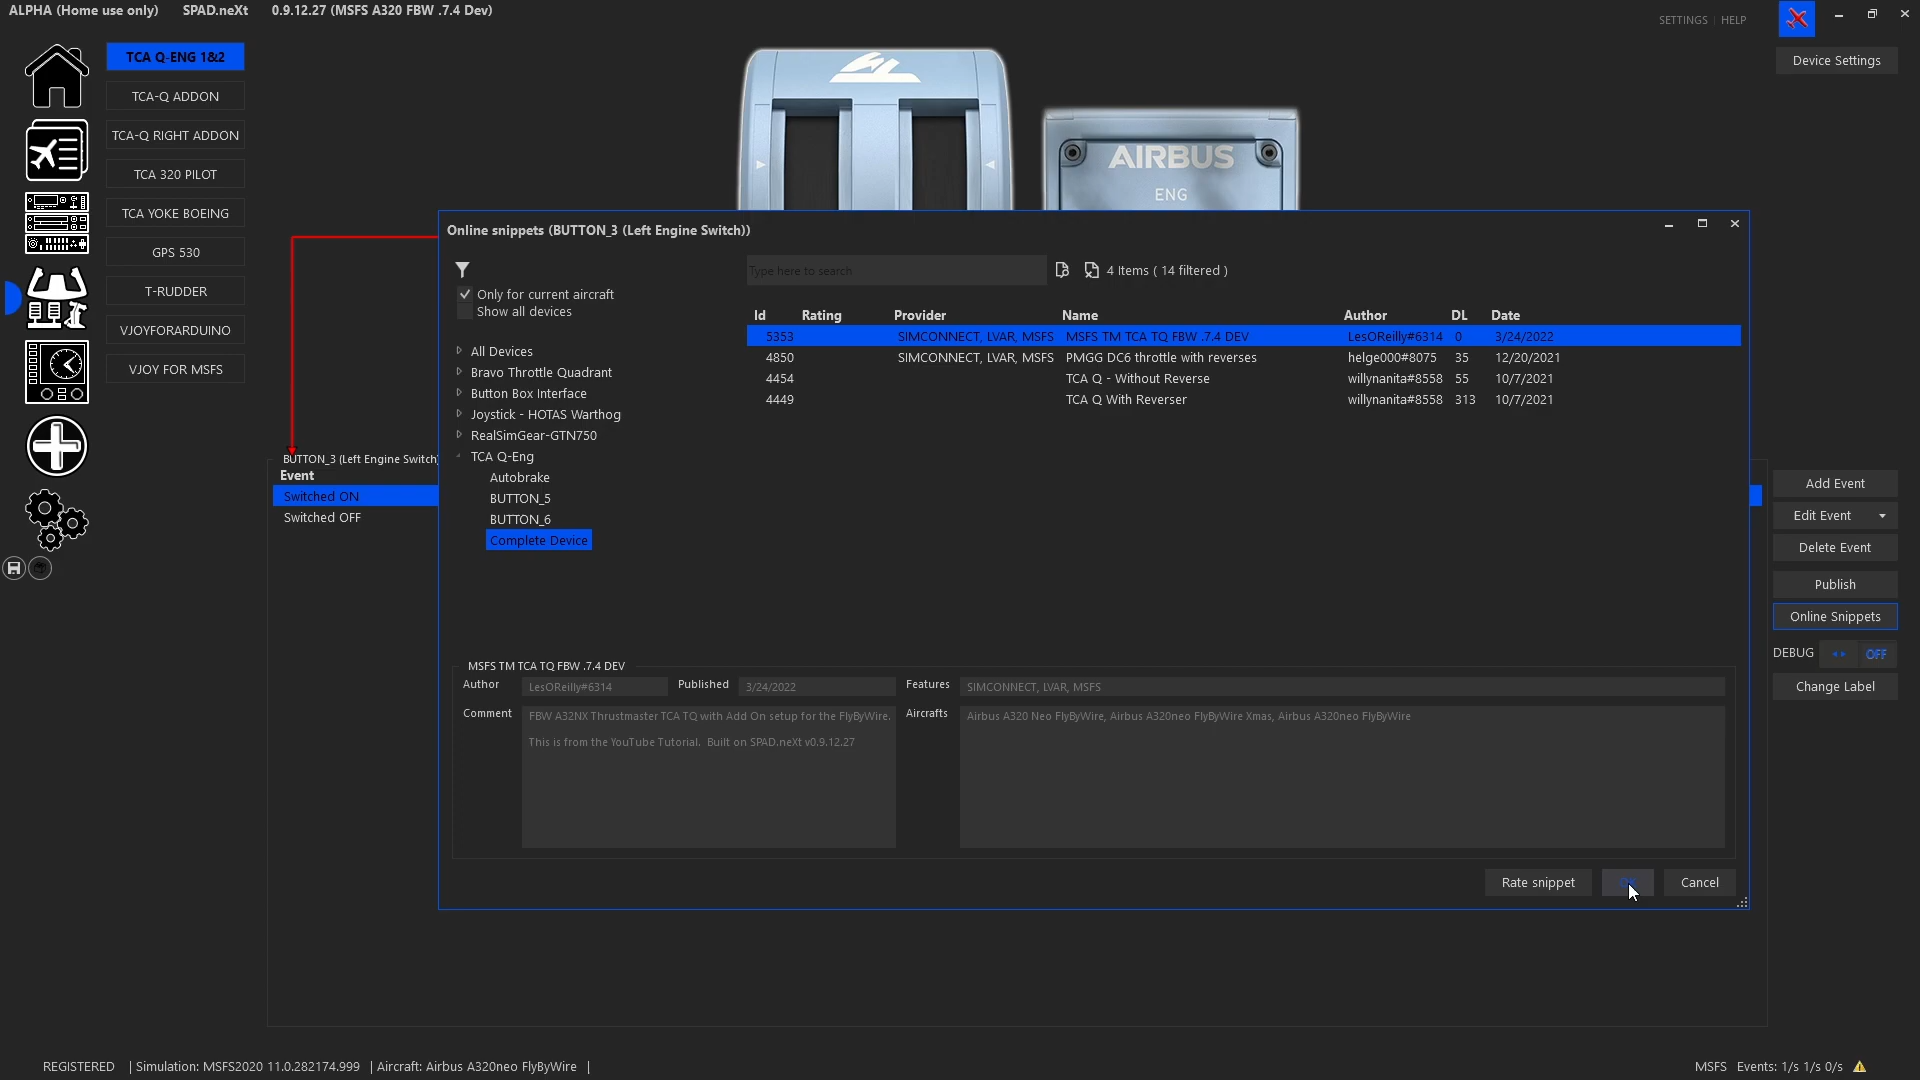 ALPHA (Home use only) SPAD.neXt 0.9.12.27 (MSFS A320 FBW .7.4 Dev)
SETTINGS | HELP
TCA Q-ENG 1&2
TCA-Q ADDON
TCA-Q RIGHT ADDON
TCA 320 PILOT
TCA YOKE BOEING
GPS 530
T-RUDDER
VJOYFORARDUINO
VJOY FOR MSFS
Device Settings
AIRBUS
ENG
Online snippets (BUTTON_3 (Left Engine Switch))
Type here to search
4 Items ( 14 filtered )
Only for current aircraft
Show all devices
All Devices
Bravo Throttle Quadrant
Button Box Interface
Joystick - HOTAS Warthog
RealSimGear-GTN750
TCA Q-Eng
Autobrake
BUTTON_5
BUTTON_6
Complete Device
Id Rating Provider Name Author DL Date
5353 SIMCONNECT, LVAR, MSFS MSFS TM TCA TQ FBW .7.4 DEV LesOReilly#6314 0 3/24/2022
4850 SIMCONNECT, LVAR, MSFS PMGG DC6 throttle with reverses helge000#8075 35 12/20/2021
4454 TCA Q - Without Reverse willynanita#8558 55 10/7/2021
4449 TCA Q With Reverser willynanita#8558 313 10/7/2021
BUTTON_3 (Left Engine Switch)
Event
Switched ON
Switched OFF
MSFS TM TCA TQ FBW .7.4 DEV
Author LesOReilly#6314 Published 3/24/2022 Features SIMCONNECT, LVAR, MSFS
Comment FBW A32NX Thrustmaster TCA TQ with Add On setup for the FlyByWire.
This is from the YouTube Tutorial. Built on SPAD.neXt v0.9.12.27
Aircrafts Airbus A320 Neo FlyByWire, Airbus A320neo FlyByWire Xmas, Airbus A320neo FlyByWire
Rate snippet OK Cancel
Add Event
Edit Event
Delete Event
Publish
Online Snippets
DEBUG OFF
Change Label
REGISTERED | Simulation: MSFS2020 11.0.282174.999 | Aircraft: Airbus A320neo FlyByWire |
MSFS Events: 1/s 1/s 0/s